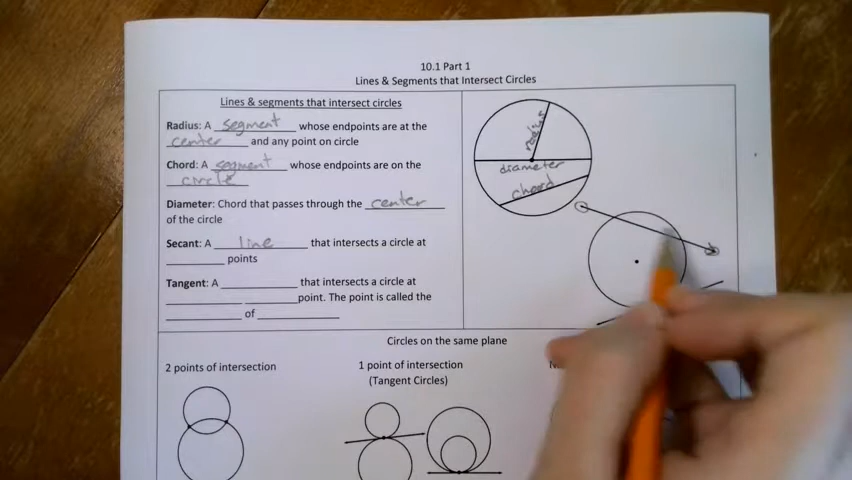 10.1 Part 1
Lines & Segments that Intersect Circles
Lines & segments that intersect circles
Radius: A segment whose endpoints are at the
center and any point on circle
Chord: A segment whose endpoints are on the
circle
Diameter: Chord that passes through the center
of the circle
Secant: A line that intersects a circle at
points
Tangent: A that intersects a circle at
point. The point is called the
of
radius
diameter
chord
Circles on the same plane
2 points of intersection
1 point of intersection
(Tangent Circles)